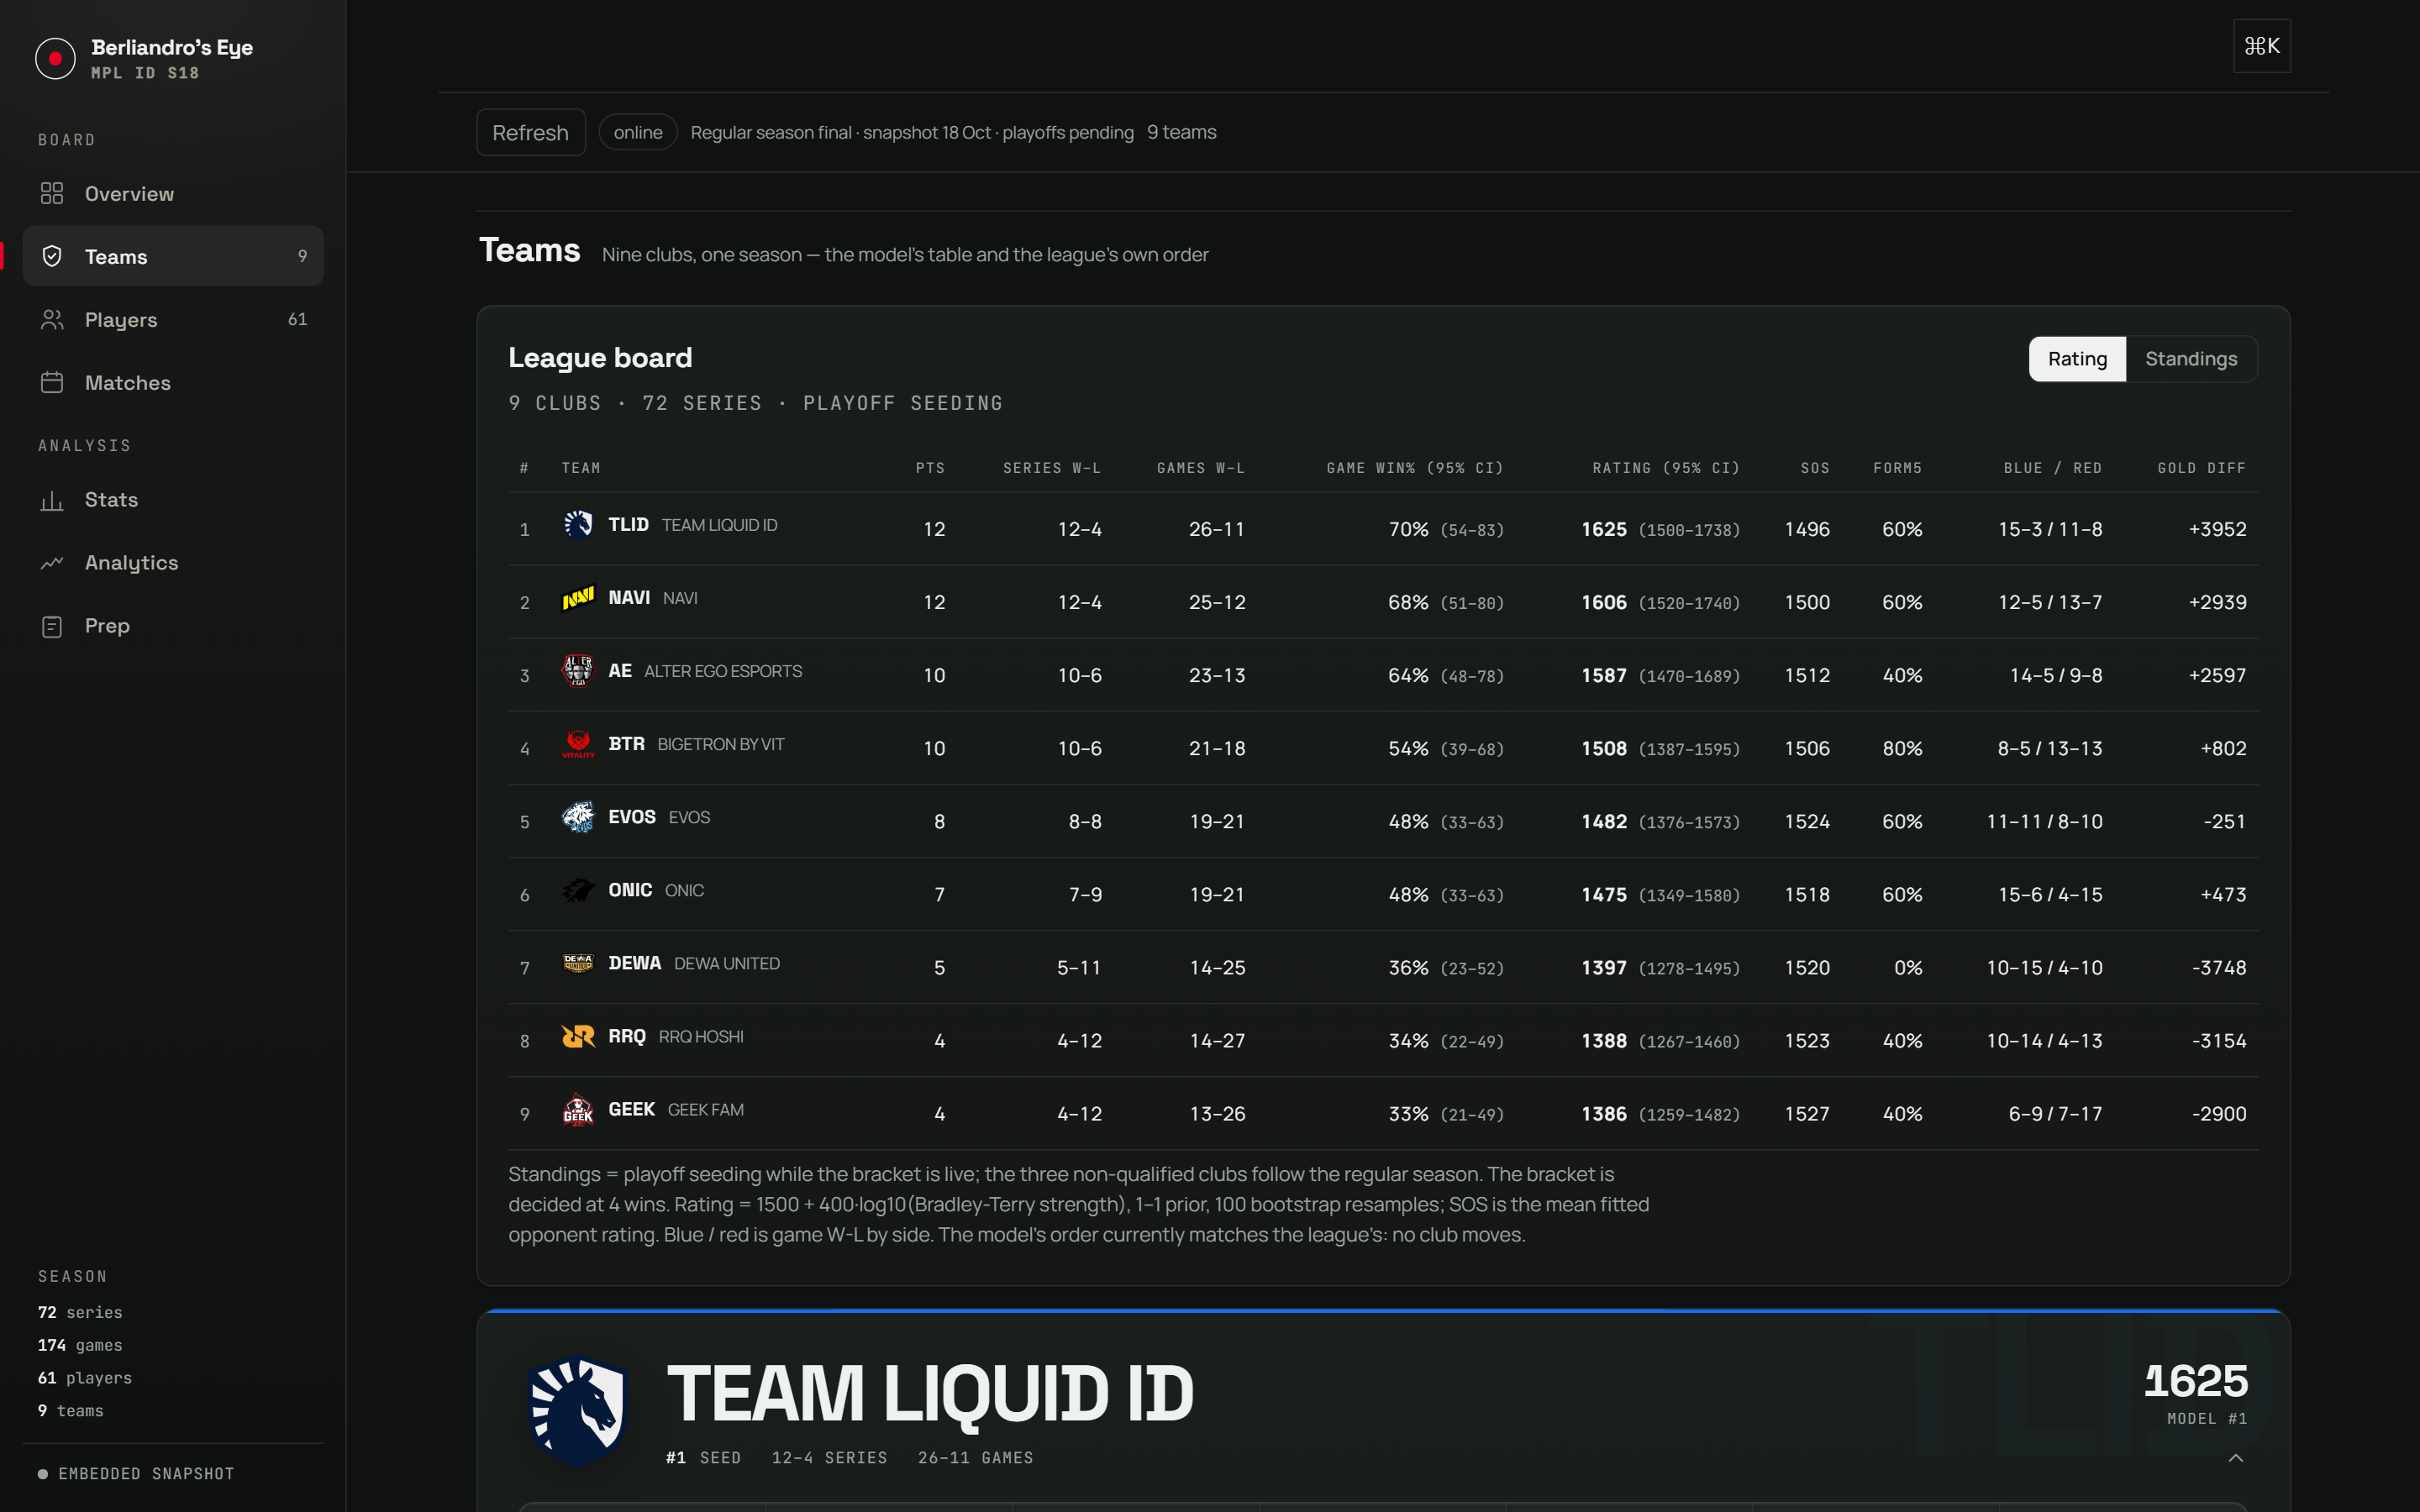 Berliandro's Eye
MPL ID S18
⌘K
BOARD
Overview
Teams 9
Players 61
Matches
ANALYSIS
Stats
Analytics
Prep
SEASON
72 series
174 games
61 players
9 teams
EMBEDDED SNAPSHOT
Refresh online Regular season final · snapshot 18 Oct · playoffs pending 9 teams
Teams Nine clubs, one season — the model's table and the league's own order
League board
Rating Standings
9 CLUBS · 72 SERIES · PLAYOFF SEEDING
# TEAM PTS SERIES W–L GAMES W–L GAME WIN% (95% CI) RATING (95% CI) SOS FORM5 BLUE / RED GOLD DIFF
1 TLID TEAM LIQUID ID 12 12–4 26–11 70% (54–83) 1625 (1500–1738) 1496 60% 15–3 / 11–8 +3952
2 NAVI NAVI 12 12–4 25–12 68% (51–80) 1606 (1520–1740) 1500 60% 12–5 / 13–7 +2939
3 AE ALTER EGO ESPORTS 10 10–6 23–13 64% (48–78) 1587 (1470–1689) 1512 40% 14–5 / 9–8 +2597
4 BTR BIGETRON BY VIT 10 10–6 21–18 54% (39–68) 1508 (1387–1595) 1506 80% 8–5 / 13–13 +802
5 EVOS EVOS 8 8–8 19–21 48% (33–63) 1482 (1376–1573) 1524 60% 11–11 / 8–10 -251
6 ONIC ONIC 7 7–9 19–21 48% (33–63) 1475 (1349–1580) 1518 60% 15–6 / 4–15 +473
7 DEWA DEWA UNITED 5 5–11 14–25 36% (23–52) 1397 (1278–1495) 1520 0% 10–15 / 4–10 -3748
8 RRQ RRQ HOSHI 4 4–12 14–27 34% (22–49) 1388 (1267–1460) 1523 40% 10–14 / 4–13 -3154
9 GEEK GEEK FAM 4 4–12 13–26 33% (21–49) 1386 (1259–1482) 1527 40% 6–9 / 7–17 -2900
Standings = playoff seeding while the bracket is live; the three non-qualified clubs follow the regular season. The bracket is
decided at 4 wins. Rating = 1500 + 400·log10(Bradley-Terry strength), 1–1 prior, 100 bootstrap resamples; SOS is the mean fitted
opponent rating. Blue / red is game W-L by side. The model's order currently matches the league's: no club moves.
TLID
TEAM LIQUID ID
1625
MODEL #1
#1 SEED 12–4 SERIES 26–11 GAMES